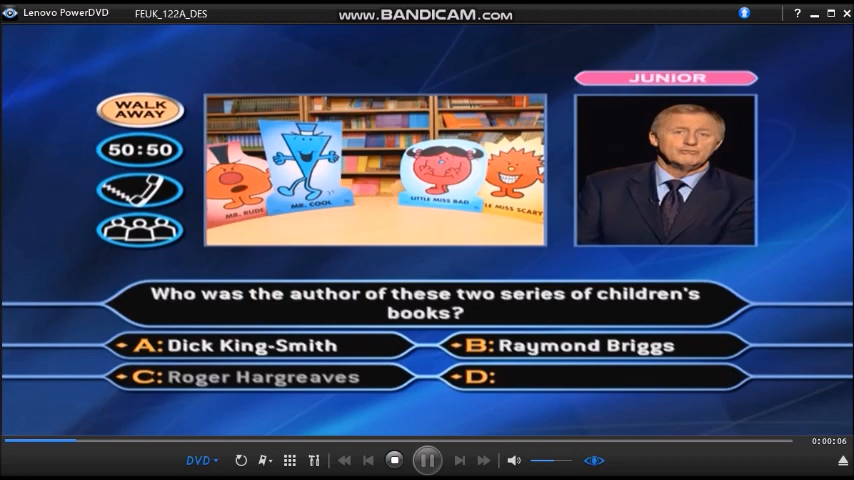 Lenovo PowerDVD
FEUK_122A_DES
www.BANDICAM.com
?
JUNIOR
WALK
AWAY
50:50
MR. RUDE
MR. COOL
LITTLE MISS BAD
LE MISS SCARY
Who was the author of these two series of children's
books?
A: Dick King-Smith
B: Raymond Briggs
C: Roger Hargreaves
D:
0:00:06
DVD